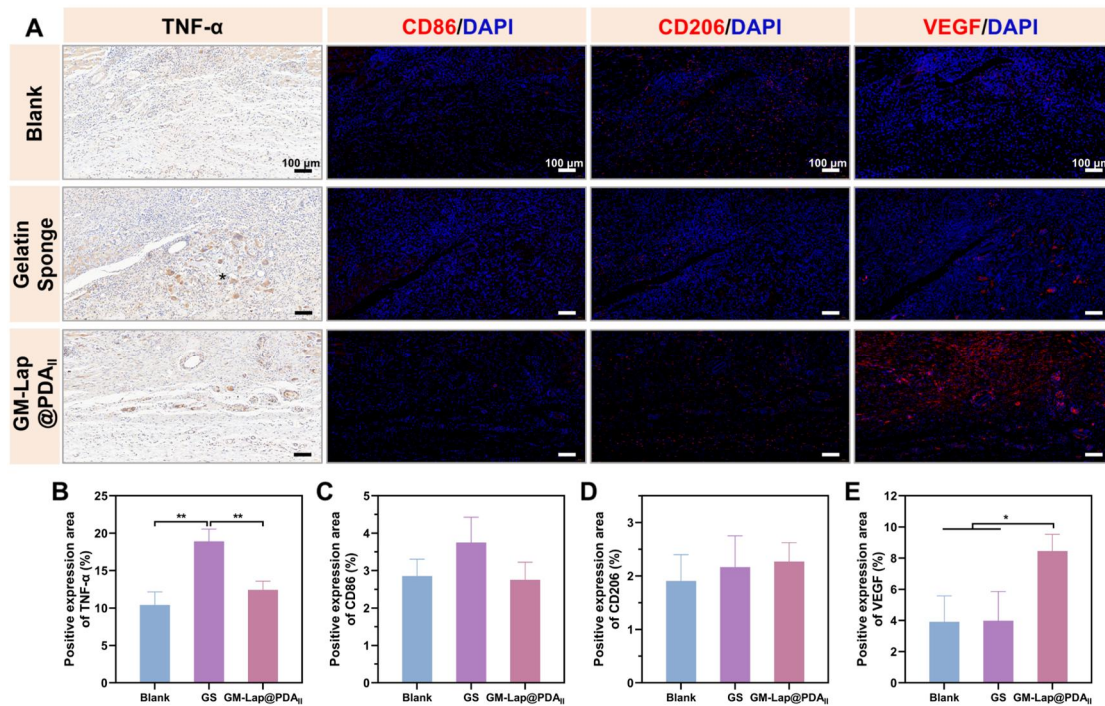 A
TNF-α
CD86/DAPI
CD206/DAPI
VEGF/DAPI
Blank
100 μm
100 μm
100 μm
100 μm
Gelatin
Sponge
*
GM-Lap
@PDAII
B
Positive expression area
of TNF-α (%)
25
20
15
10
5
0
**
**
Blank
GS
GM-Lap@PDAII
C
Positive expression area
of CD86 (%)
5
4
3
2
1
0
Blank
GS
GM-Lap@PDAII
D
Positive expression area
of CD206 (%)
3
2
1
0
Blank
GS
GM-Lap@PDAII
E
Positive expression area
of VEGF (%)
12
10
8
6
4
2
0
*
Blank
GS
GM-Lap@PDAII